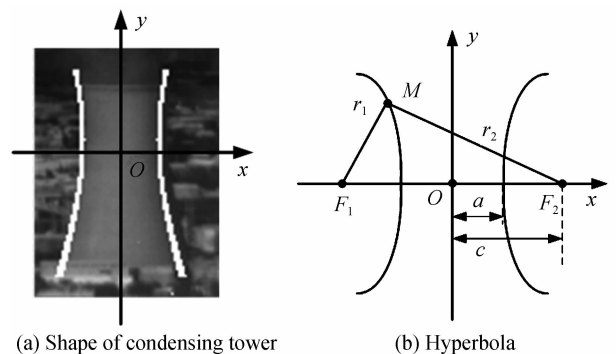 y
O
x
(a) Shape of condensing tower
y
M
r1
r2
F1
O
a
F2
x
c
(b) Hyperbola